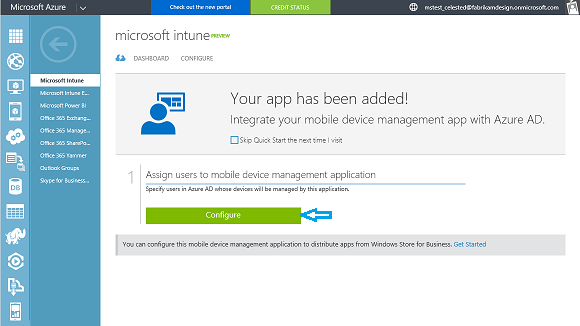 Microsoft Azure
Check out the new portal
CREDIT STATUS
mstest_celested@fabrikamdesign.onmicrosoft.com
microsoft intune PREVIEW
DASHBOARD CONFIGURE
Microsoft Intune
Microsoft Intune E...
Microsoft Power BI
Office 365 Exchang...
Office 365 Manage...
Office 365 SharePo...
Office 365 Yammer
Outlook Groups
Skype for Business...
DB
Your app has been added!
Integrate your mobile device management app with Azure AD.
Skip Quick Start the next time I visit
1 Assign users to mobile device management application
Specify users in Azure AD whose devices will be managed by this application.
Configure
You can configure this mobile device management application to distribute apps from Windows Store for Business. Get Started